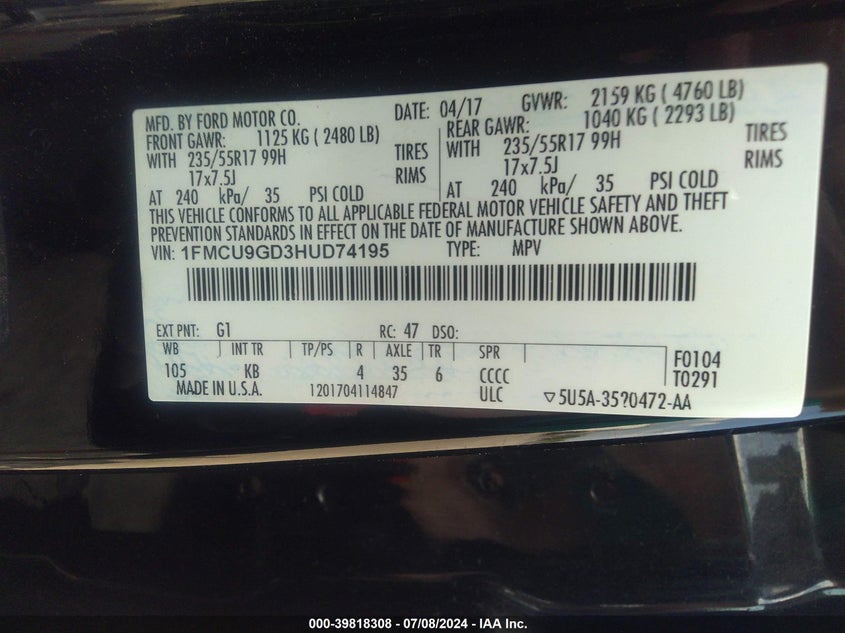 MFD. BY FORD MOTOR CO. DATE: 04/17 GVWR: 2159 KG ( 4760 LB)
FRONT GAWR: 1125 KG ( 2480 LB) REAR GAWR: 1040 KG ( 2293 LB)
WITH 235/55R17 99H TIRES WITH 235/55R17 99H TIRES
17x7.5J RIMS 17x7.5J RIMS
AT 240 kPa/ 35 PSI COLD AT 240 kPa/ 35 PSI COLD
THIS VEHICLE CONFORMS TO ALL APPLICABLE FEDERAL MOTOR VEHICLE SAFETY AND THEFT
PREVENTION STANDARDS IN EFFECT ON THE DATE OF MANUFACTURE SHOWN ABOVE.
VIN: 1FMCU9GD3HUD74195 TYPE: MPV
EXT PNT: G1 RC: 47 DSO:
WB INT TR TP/PS R AXLE TR SPR F0104
105 KB 4 35 6 CCCC T0291
MADE IN U.S.A. 1201704114847 ULC ▽5U5A-35?0472-AA
000-39818308 - 07/08/2024 - IAA Inc.